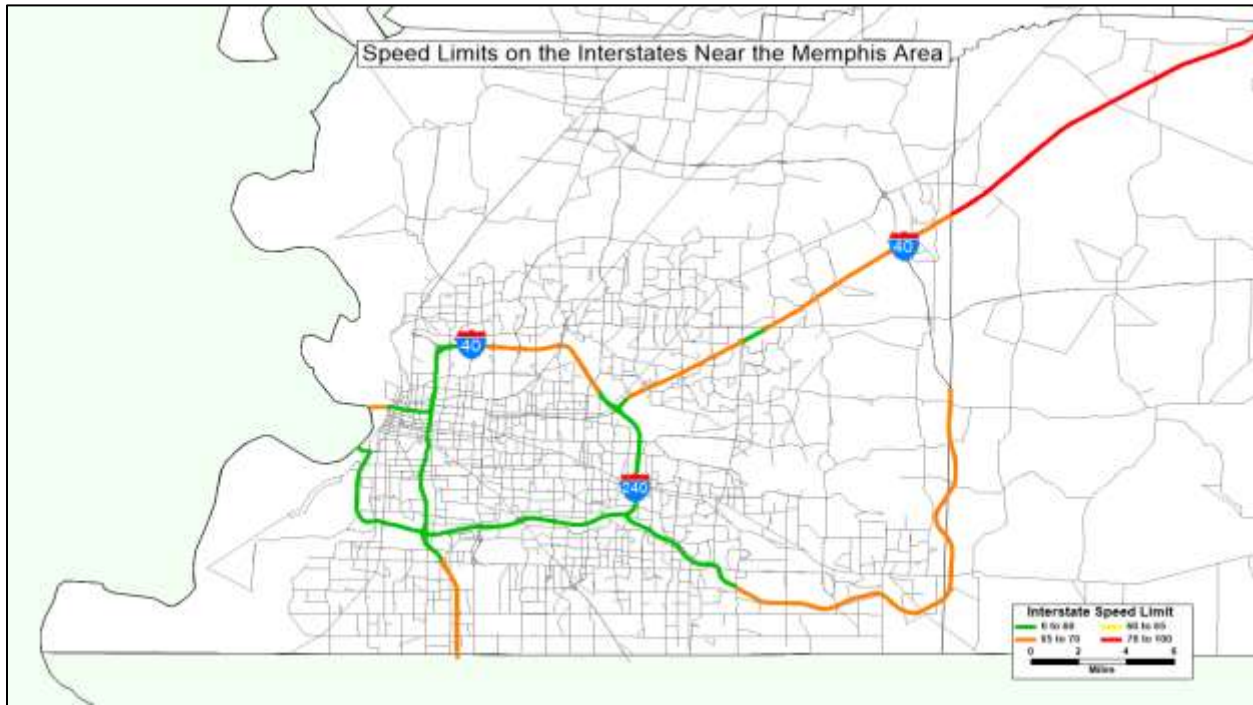 Speed Limits on the Interstates Near the Memphis Area
40
40
240
Interstate Speed Limit
0 to 60 60 to 65
65 to 70 70 to 100
0 2 4 6
Miles